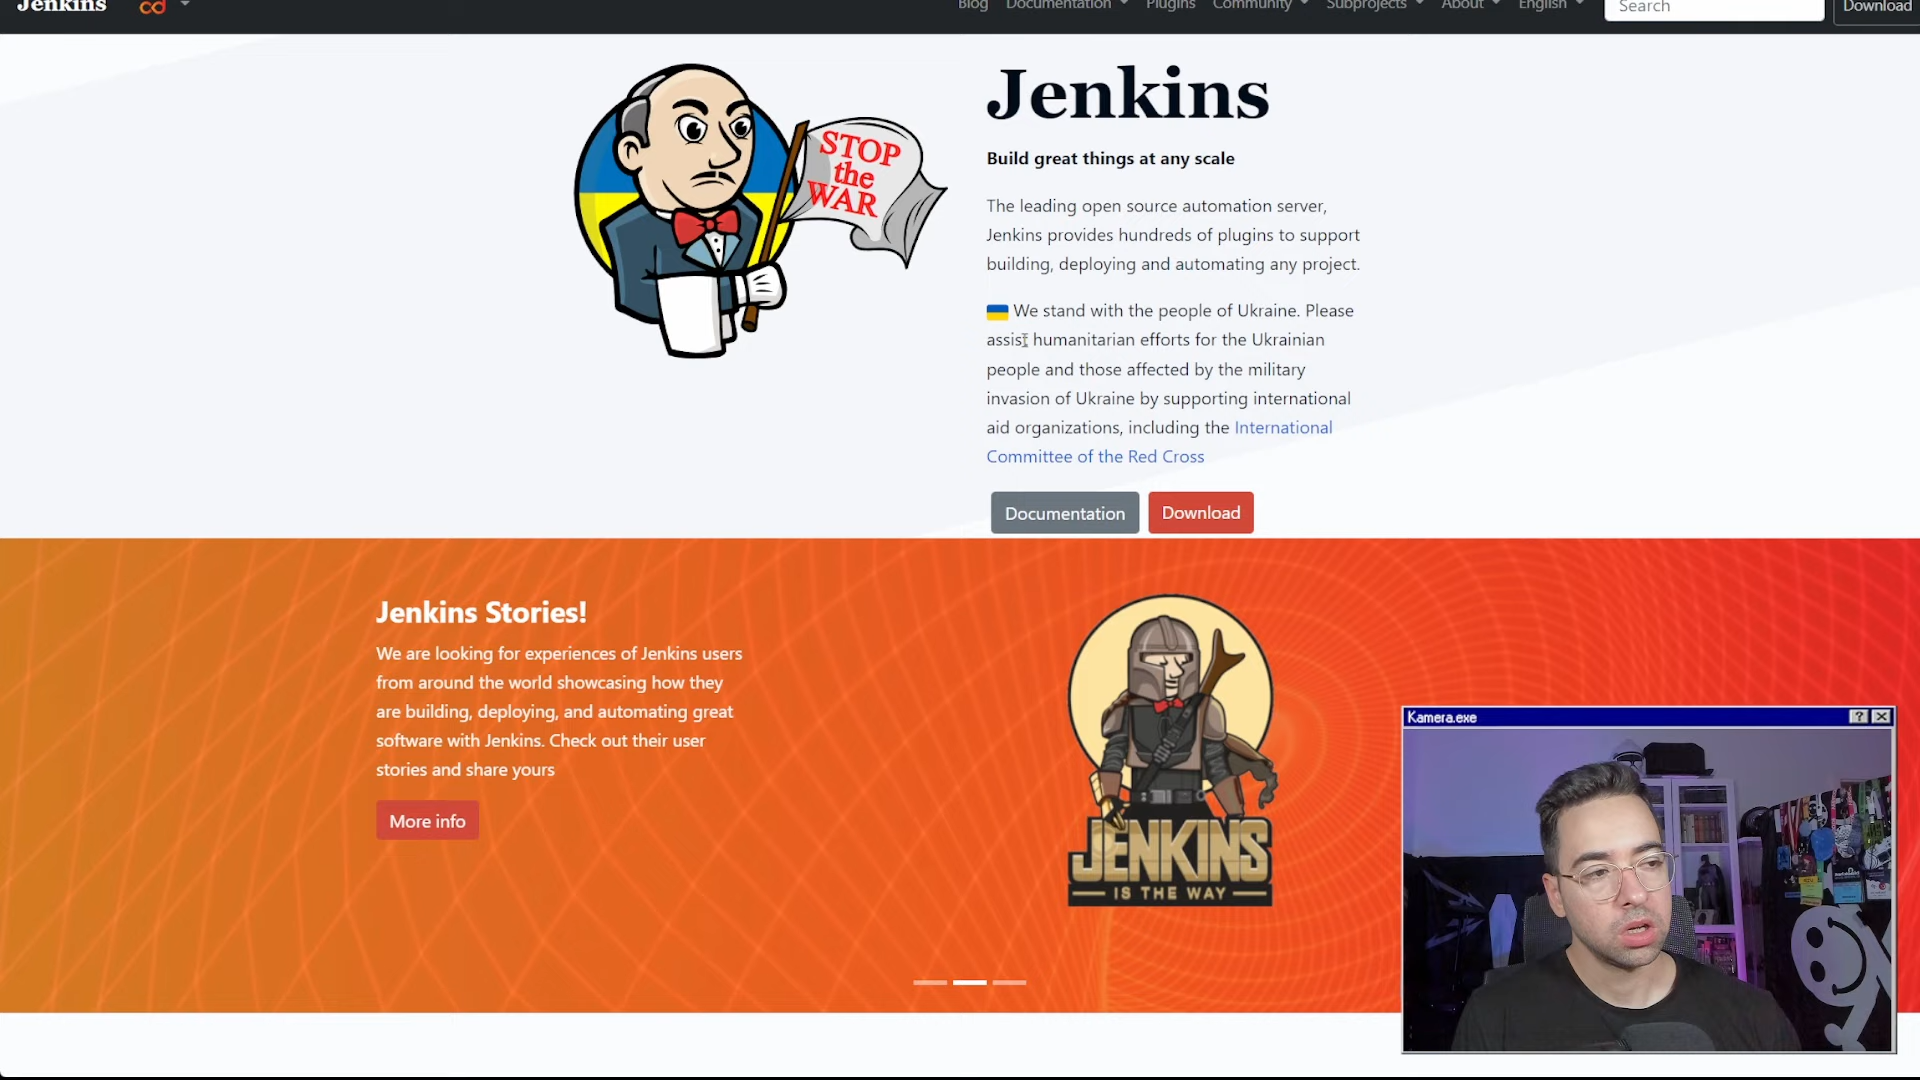 Jenkins
Blog Documentation Plugins Community Subprojects About English Search Download
STOP
the
WAR
Jenkins
Build great things at any scale
The leading open source automation server,
Jenkins provides hundreds of plugins to support
building, deploying and automating any project.
We stand with the people of Ukraine. Please
assist humanitarian efforts for the Ukrainian
people and those affected by the military
invasion of Ukraine by supporting international
aid organizations, including the International
Committee of the Red Cross
Documentation Download
Jenkins Stories!
We are looking for experiences of Jenkins users
from around the world showcasing how they
are building, deploying, and automating great
software with Jenkins. Check out their user
stories and share yours
More info
JENKINS
IS THE WAY
Kamera.exe